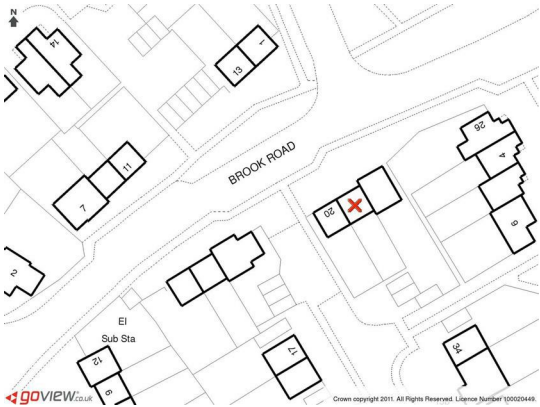 N
14
1
13
BROOK ROAD
26
4
11
20
7
6
2
El
Sub Sta
17
34
12
9
goview.co.uk
Crown copyright 2011. All Rights Reserved. Licence Number 100020449.